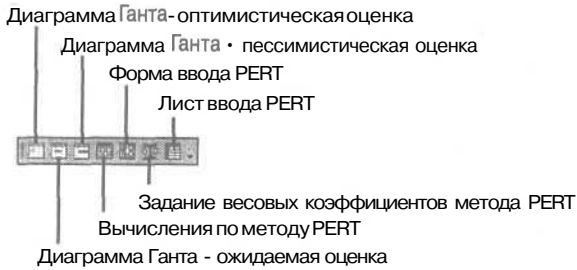 Диаграмма Ганта- оптимистическая оценка
Диаграмма Ганта • пессимистическая оценка
Форма ввода PERT
Лист ввода PERT
Задание весовых коэффициентов метода PERT
Вычисления по методу PERT
Диаграмма Ганта - ожидаемая оценка